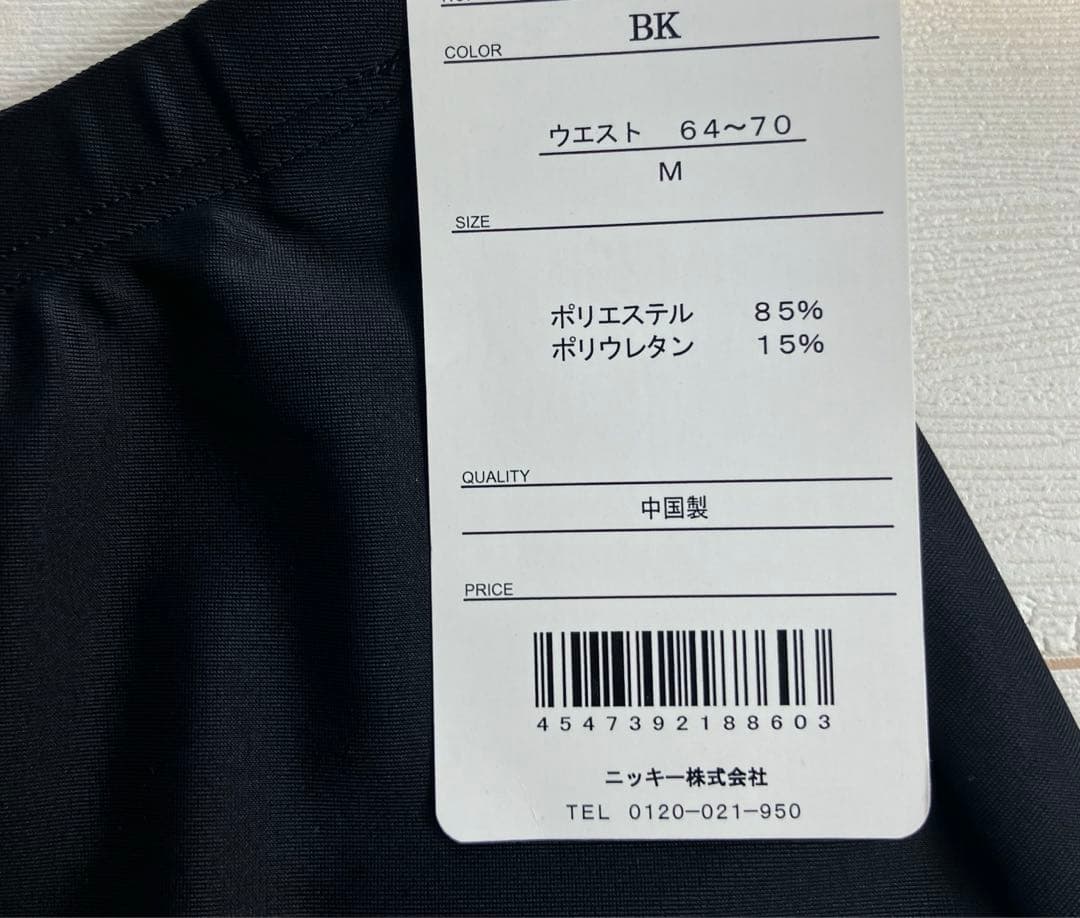 BK
COLOR
ウエスト 64〜70
M
SIZE
ポリエステル 85%
ポリウレタン 15%
QUALITY
中国製
PRICE
4547392188603
ニッキー株式会社
TEL 0120-021-950